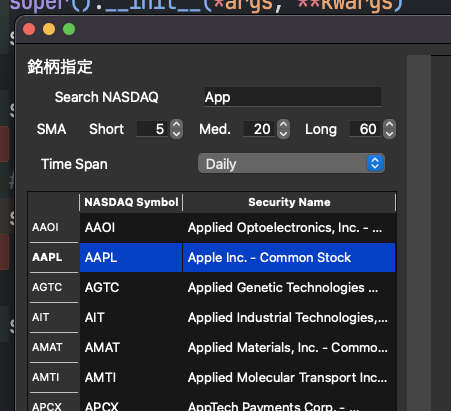 super().__init__(*args, **kwargs)
銘柄指定
Search NASDAQ App
SMA Short 5 Med. 20 Long 60
Time Span Daily
NASDAQ Symbol Security Name
AAOI AAOI Applied Optoelectronics, Inc. - ...
AAPL AAPL Apple Inc. - Common Stock
AGTC AGTC Applied Genetic Technologies ...
AIT AIT Applied Industrial Technologies,...
AMAT AMAT Applied Materials, Inc. - Commo...
AMTI AMTI Applied Molecular Transport Inc...
APCX APCX AppTech Payments Corp. - ...